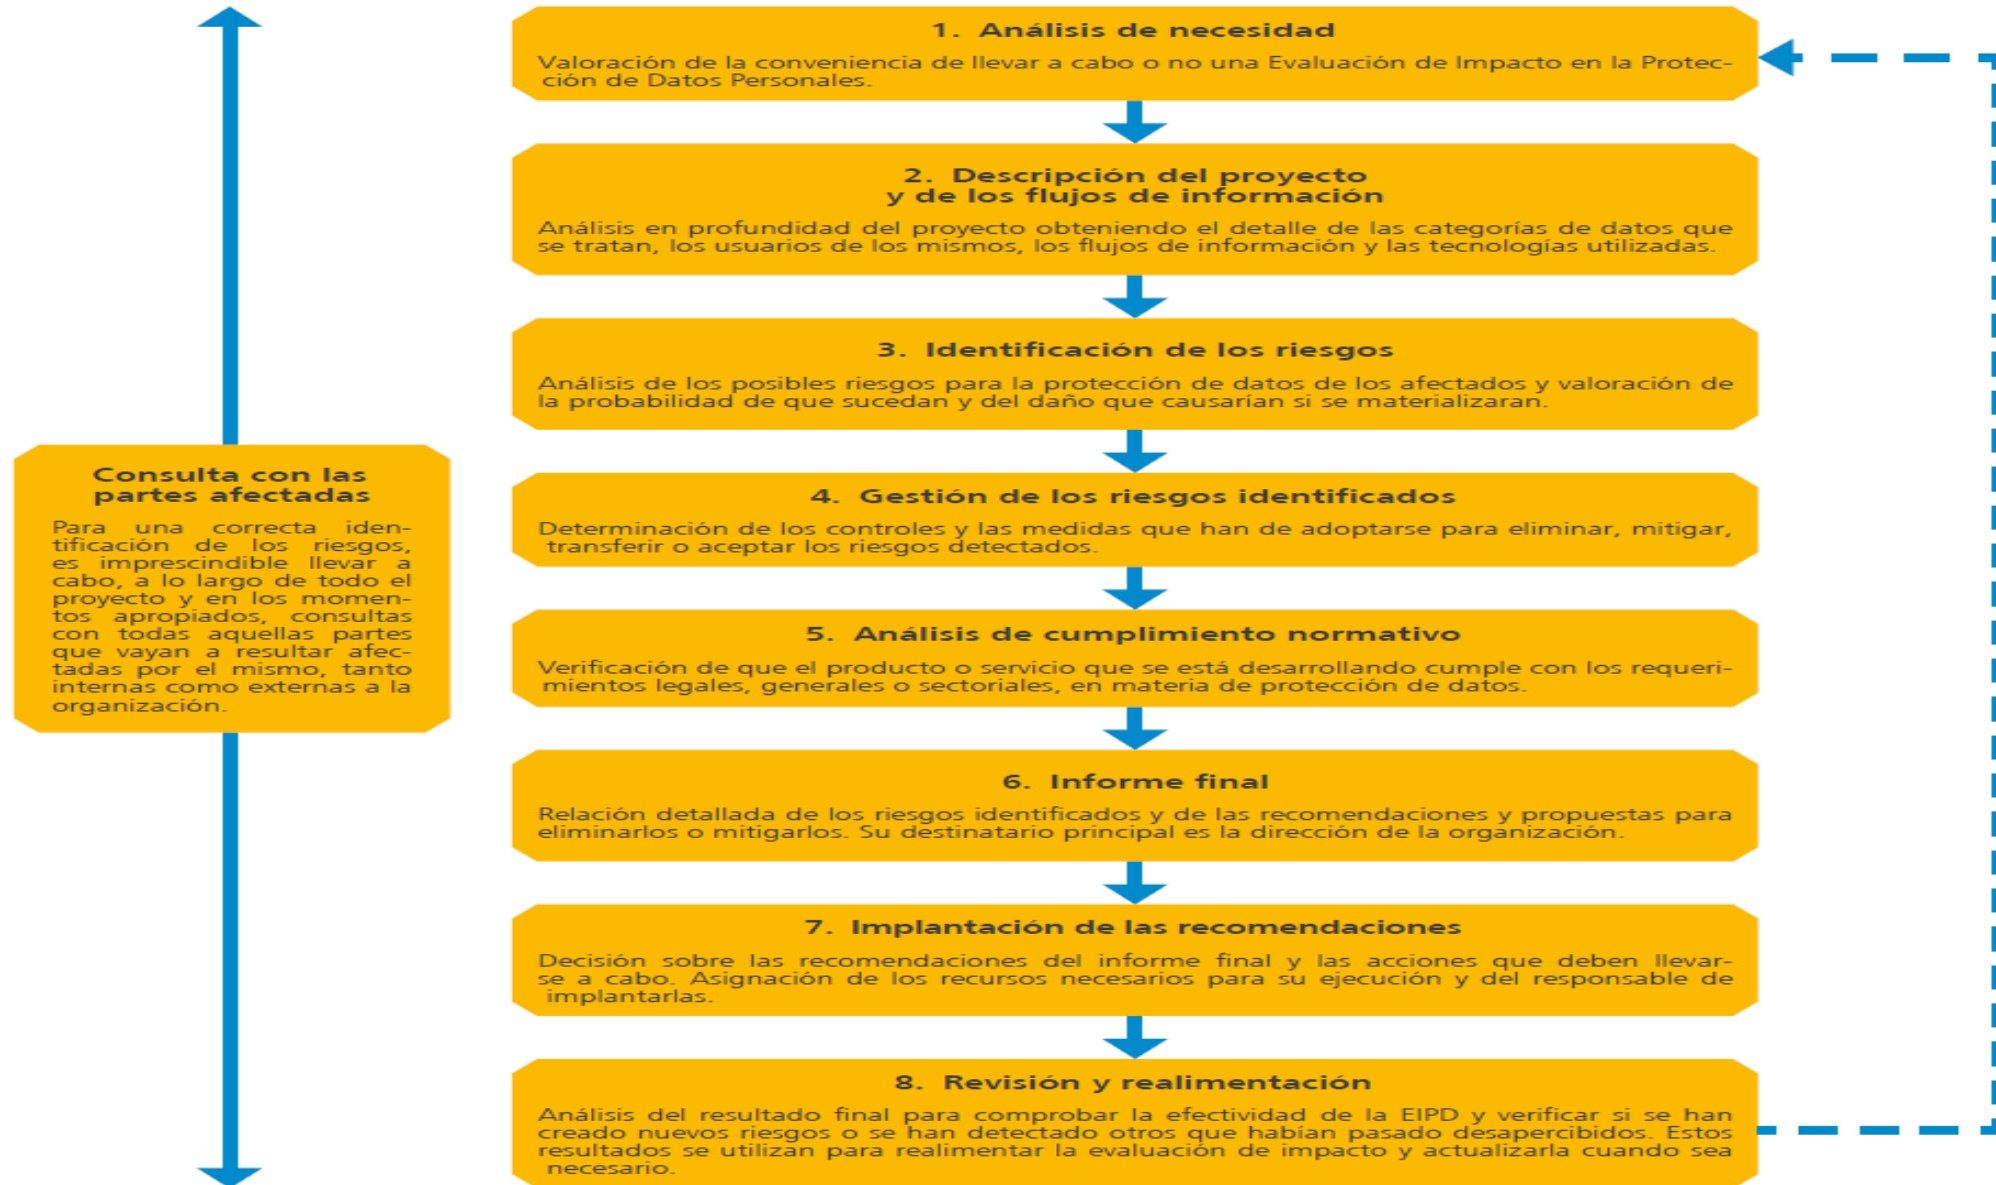 1. Análisis de necesidad
Valoración de la conveniencia de llevar a cabo o no una Evaluación de Impacto en la Protec-
ción de Datos Personales.
2. Descripción del proyecto
y de los flujos de información
Análisis en profundidad del proyecto obteniendo el detalle de las categorías de datos que
se tratan, los usuarios de los mismos, los flujos de información y las tecnologías utilizadas.
3. Identificación de los riesgos
Análisis de los posibles riesgos para la protección de datos de los afectados y valoración de
la probabilidad de que sucedan y del daño que causarían si se materializaran.
Consulta con las
partes afectadas
Para una correcta iden-
tificación de los riesgos,
es imprescindible llevar a
cabo, a lo largo de todo el
proyecto y en los momen-
tos apropiados, consultas
con todas aquellas partes
que vayan a resultar afec-
tadas por el mismo, tanto
internas como externas a la
organización.
4. Gestión de los riesgos identificados
Determinación de los controles y las medidas que han de adoptarse para eliminar, mitigar,
transferir o aceptar los riesgos detectados.
5. Análisis de cumplimiento normativo
Verificación de que el producto o servicio que se está desarrollando cumple con los requeri-
mientos legales, generales o sectoriales, en materia de protección de datos.
6. Informe final
Relación detallada de los riesgos identificados y de las recomendaciones y propuestas para
eliminarlos o mitigarlos. Su destinatario principal es la dirección de la organización.
7. Implantación de las recomendaciones
Decisión sobre las recomendaciones del informe final y las acciones que deben llevar-
se a cabo. Asignación de los recursos necesarios para su ejecución y del responsable de
implantarlas.
8. Revisión y realimentación
Análisis del resultado final para comprobar la efectividad de la EIPD y verificar si se han
creado nuevos riesgos o se han detectado otros que habían pasado desapercibidos. Estos
resultados se utilizan para realimentar la evaluación de impacto y actualizarla cuando sea
necesario.